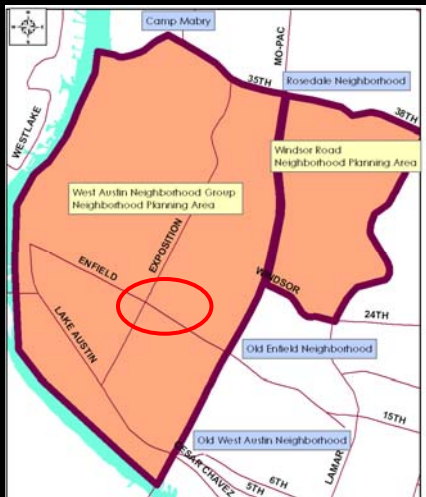 Camp Mabry
MO-PAC
35TH
Rosedale Neighborhood
38TH
WESTLAKE
Windsor Road
Neighborhood Planning Area
West Austin Neighborhood Group
Neighborhood Planning Area
EXPOSITION
ENFIELD
WINDSOR
LAKE AUSTIN
24TH
Old Enfield Neighborhood
15TH
Old West Austin Neighborhood
LAMAR
CESAR CHAVEZ
6TH
5TH